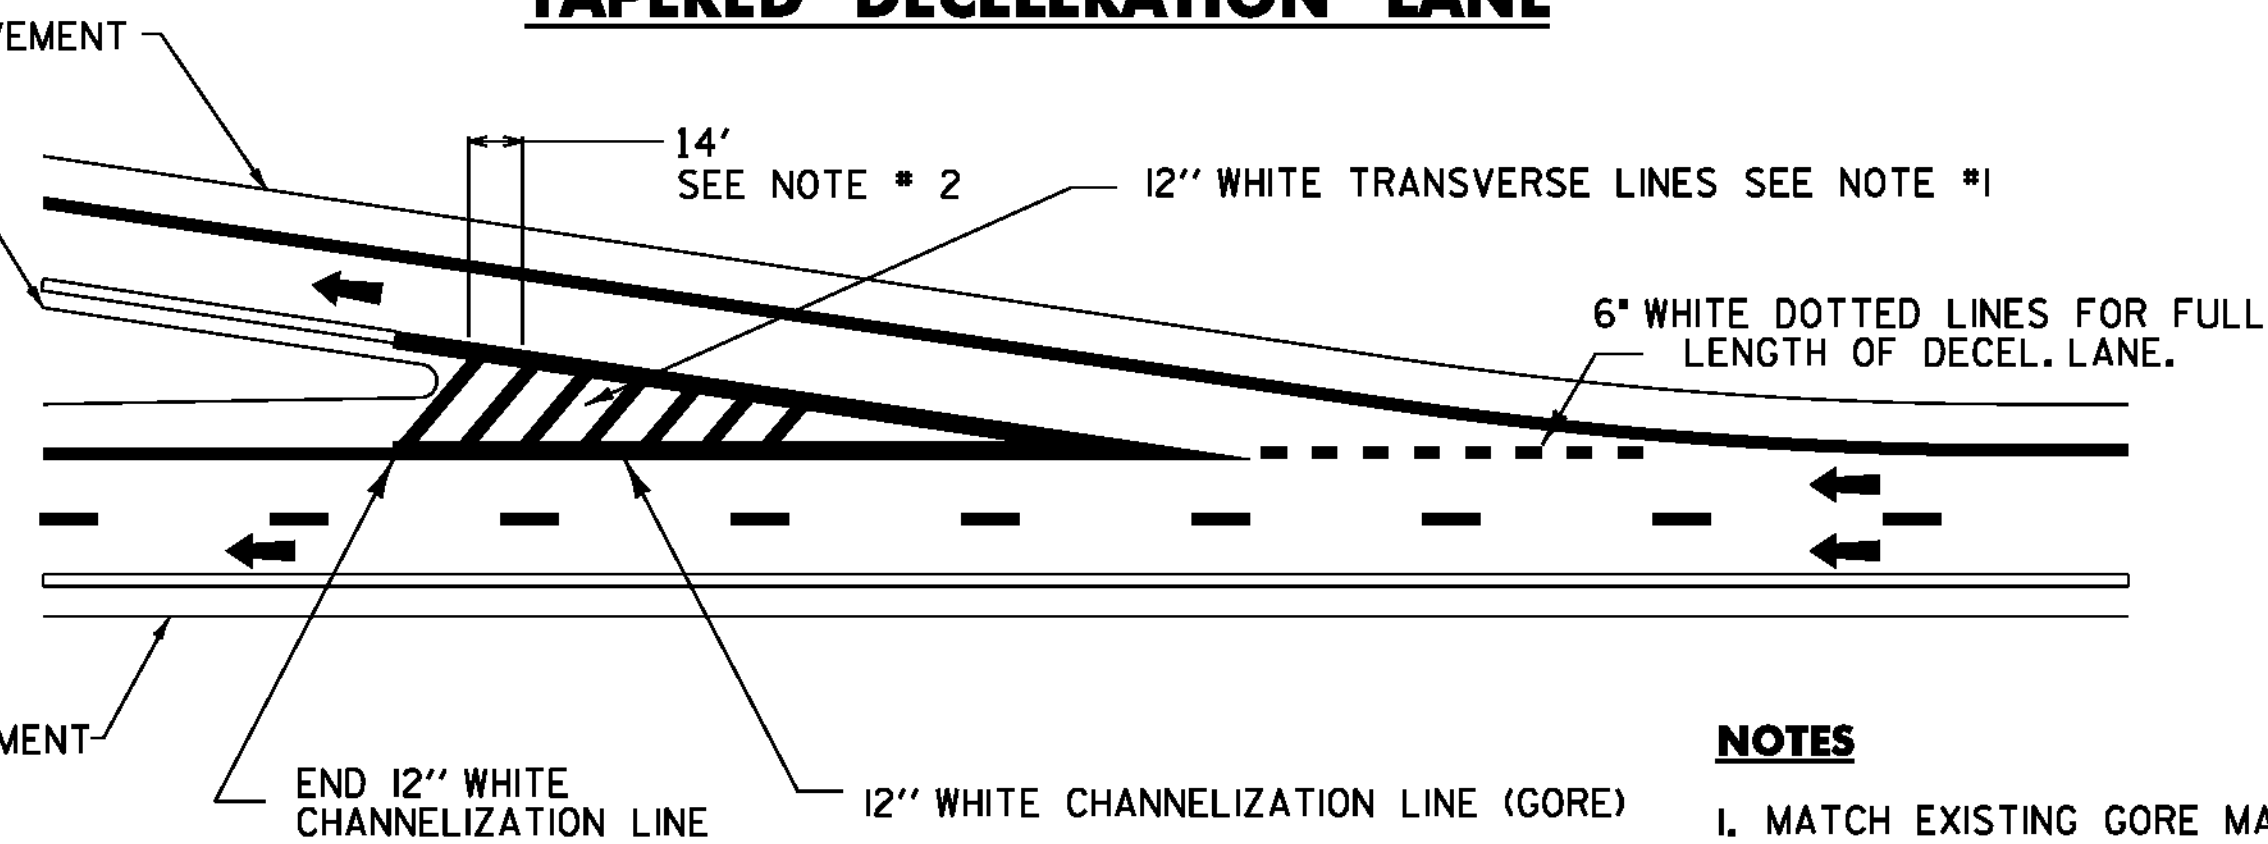 TAPERED DECELERATION LANE
VEMENT
14'
SEE NOTE # 2
12" WHITE TRANSVERSE LINES SEE NOTE #1
6" WHITE DOTTED LINES FOR FULL
LENGTH OF DECEL. LANE.
MENT
END 12" WHITE
CHANNELIZATION LINE
12" WHITE CHANNELIZATION LINE (GORE)
NOTES
1. MATCH EXISTING GORE MA